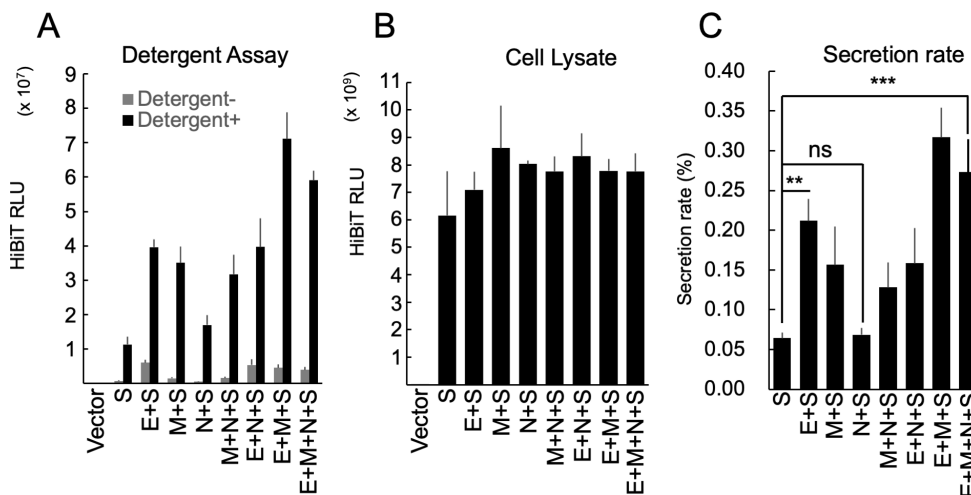 A
Detergent Assay
(x 10⁷)
HiBiT RLU
9
8
7
6
5
4
3
2
1
Detergent-
Detergent+
Vector
S
E+S
M+S
N+S
M+N+S
E+N+S
E+M+S
E+M+N+S
B
Cell Lysate
(x 10⁹)
HiBiT RLU
11
10
9
8
7
6
5
4
3
2
1
Vector
S
E+S
M+S
N+S
M+N+S
E+N+S
E+M+S
E+M+N+S
C
Secretion rate
Secretion rate (%)
0.40
0.35
0.30
0.25
0.20
0.15
0.10
0.05
0.00
***
ns
**
S
E+S
M+S
N+S
M+N+S
E+N+S
E+M+S
E+M+N+S